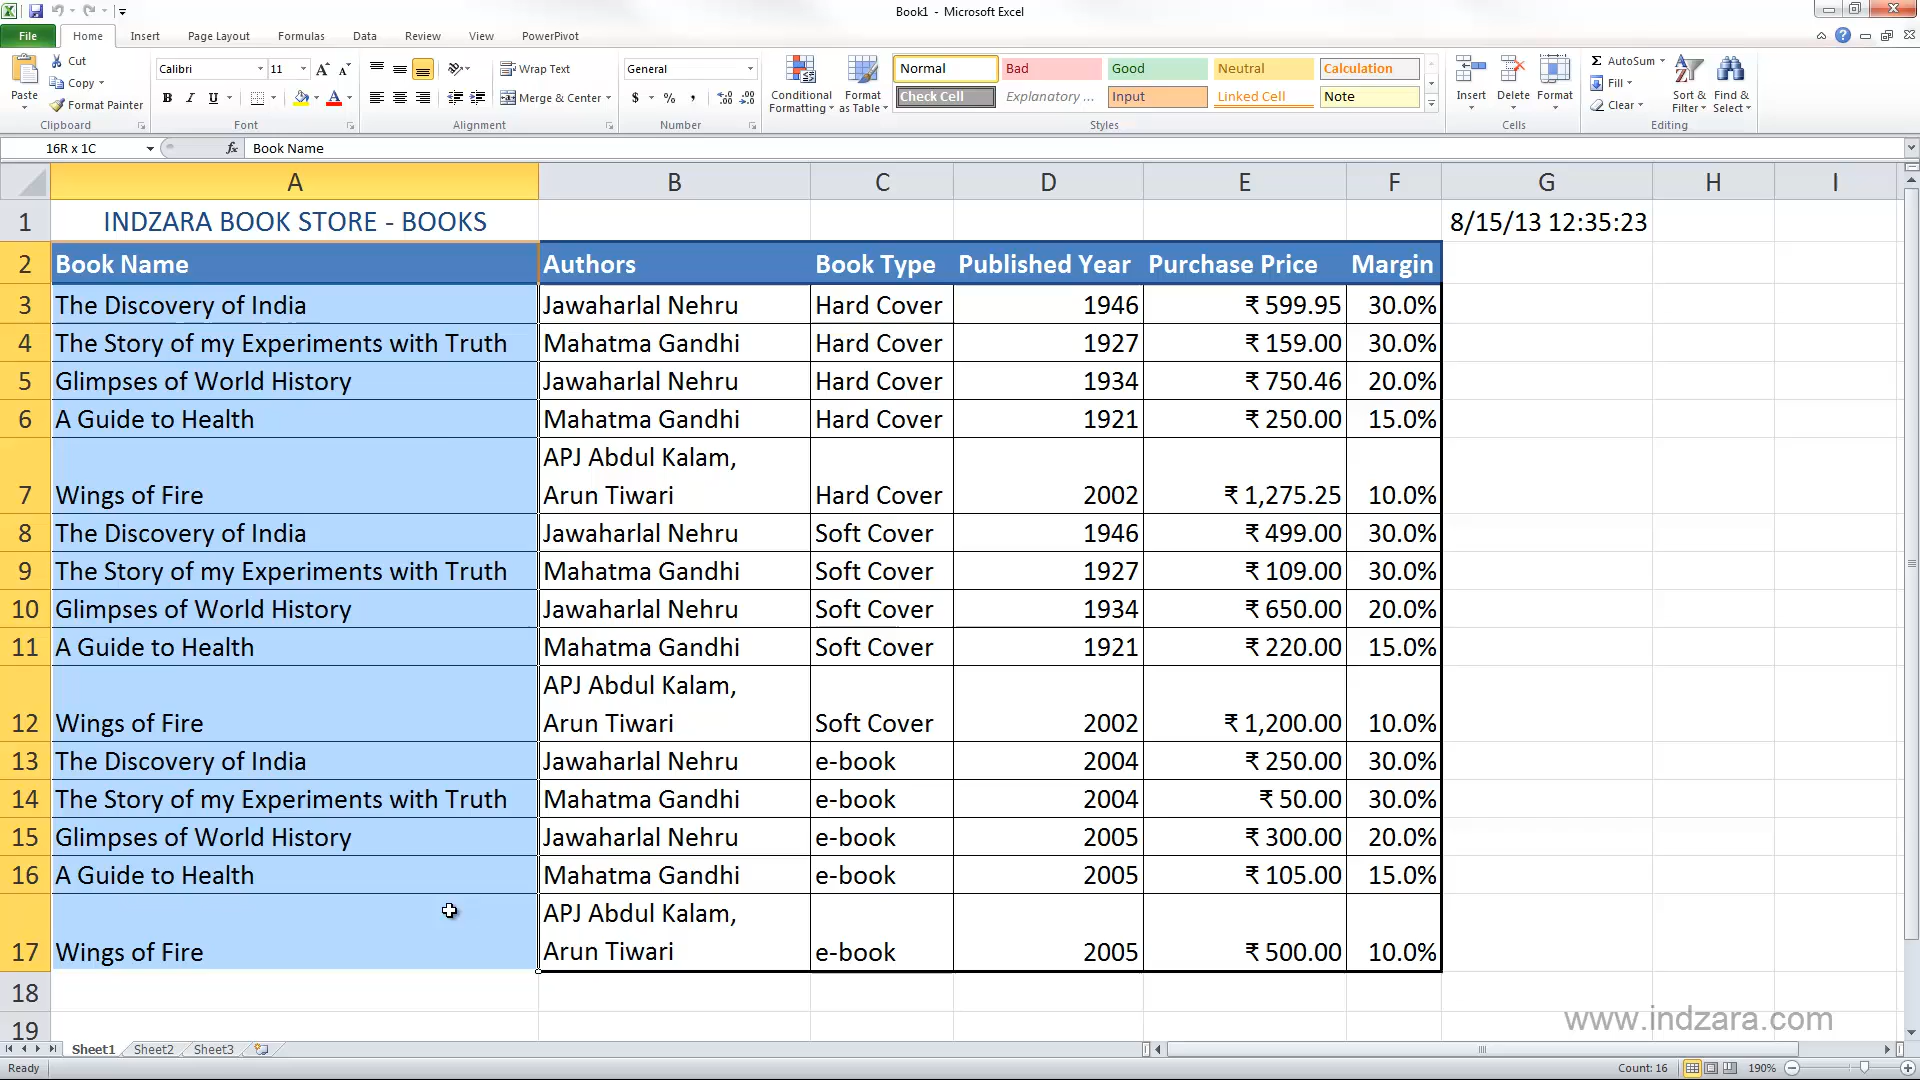 Book1 - Microsoft Excel
File Home Insert Page Layout Formulas Data Review View PowerPivot
Paste
Cut
Copy
Format Painter
Clipboard
Calibri 11
B I U
Font
Wrap Text
Merge & Center
Alignment
General
$ % ,
Number
Conditional Formatting
Format as Table
Normal Bad Good Neutral Calculation
Check Cell Explanatory ... Input Linked Cell Note
Styles
Insert Delete Format
Cells
AutoSum
Fill
Clear
Sort & Filter
Find & Select
Editing
16R x 1C fx Book Name
A B C D E F G H I
1 INDZARA BOOK STORE - BOOKS 8/15/13 12:35:23
2 Book Name Authors Book Type Published Year Purchase Price Margin
3 The Discovery of India Jawaharlal Nehru Hard Cover 1946 ₹ 599.95 30.0%
4 The Story of my Experiments with Truth Mahatma Gandhi Hard Cover 1927 ₹ 159.00 30.0%
5 Glimpses of World History Jawaharlal Nehru Hard Cover 1934 ₹ 750.46 20.0%
6 A Guide to Health Mahatma Gandhi Hard Cover 1921 ₹ 250.00 15.0%
APJ Abdul Kalam,
7 Wings of Fire Arun Tiwari Hard Cover 2002 ₹ 1,275.25 10.0%
8 The Discovery of India Jawaharlal Nehru Soft Cover 1946 ₹ 499.00 30.0%
9 The Story of my Experiments with Truth Mahatma Gandhi Soft Cover 1927 ₹ 109.00 30.0%
10 Glimpses of World History Jawaharlal Nehru Soft Cover 1934 ₹ 650.00 20.0%
11 A Guide to Health Mahatma Gandhi Soft Cover 1921 ₹ 220.00 15.0%
APJ Abdul Kalam,
12 Wings of Fire Arun Tiwari Soft Cover 2002 ₹ 1,200.00 10.0%
13 The Discovery of India Jawaharlal Nehru e-book 2004 ₹ 250.00 30.0%
14 The Story of my Experiments with Truth Mahatma Gandhi e-book 2004 ₹ 50.00 30.0%
15 Glimpses of World History Jawaharlal Nehru e-book 2005 ₹ 300.00 20.0%
16 A Guide to Health Mahatma Gandhi e-book 2005 ₹ 105.00 15.0%
APJ Abdul Kalam,
17 Wings of Fire Arun Tiwari e-book 2005 ₹ 500.00 10.0%
18
19
www.indzara.com
Sheet1 Sheet2 Sheet3
Ready Count: 16 190%